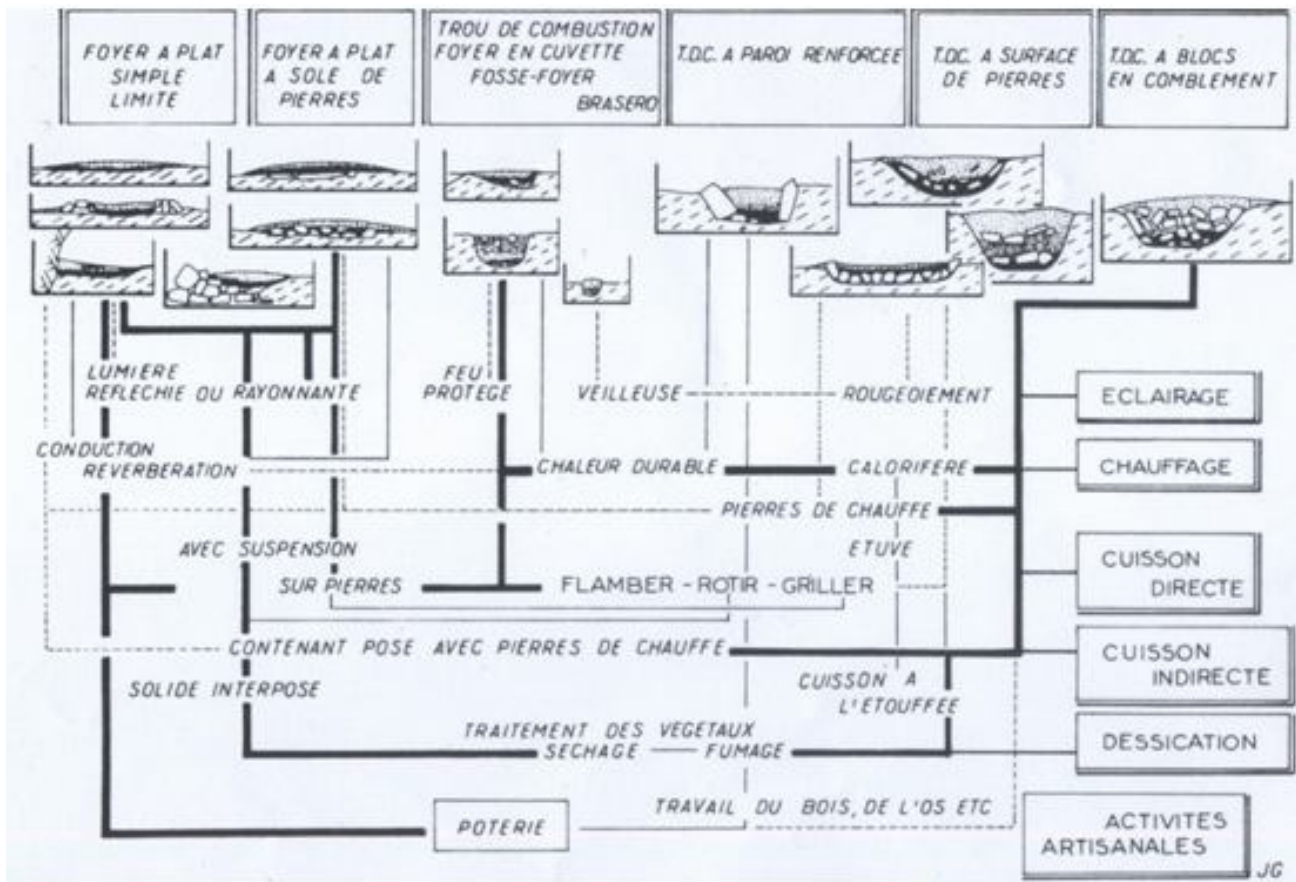 FOYER A PLAT
SIMPLE
LIMITE
FOYER A PLAT
A SOLE DE
PIERRES
TROU DE COMBUSTION
FOYER EN CUVETTE
FOSSE-FOYER
BRASERO
T.D.C. A PAROI RENFORCEE
T.D.C. A SURFACE
DE PIERRES
T.D.C. A BLOCS
EN COMBLEMENT
LUMIERE
REFLECHIE OU RAYONNANTE
FEU
PROTEGE
VEILLEUSE
ROUGEOIEMENT
ECLAIRAGE
CONDUCTION
REVERBERATION
CHALEUR DURABLE
CALORIFERE
CHAUFFAGE
PIERRES DE CHAUFFE
AVEC SUSPENSION
ETUVE
SUR PIERRES
FLAMBER - ROTIR - GRILLER
CUISSON
DIRECTE
CONTENANT POSE AVEC PIERRES DE CHAUFFE
CUISSON
INDIRECTE
SOLIDE INTERPOSE
CUISSON A
L'ETOUFFEE
TRAITEMENT DES VEGETAUX
SECHAGE — FUMAGE
DESSICATION
TRAVAIL DU BOIS, DE L'OS ETC
POTERIE
ACTIVITES
ARTISANALES
JG